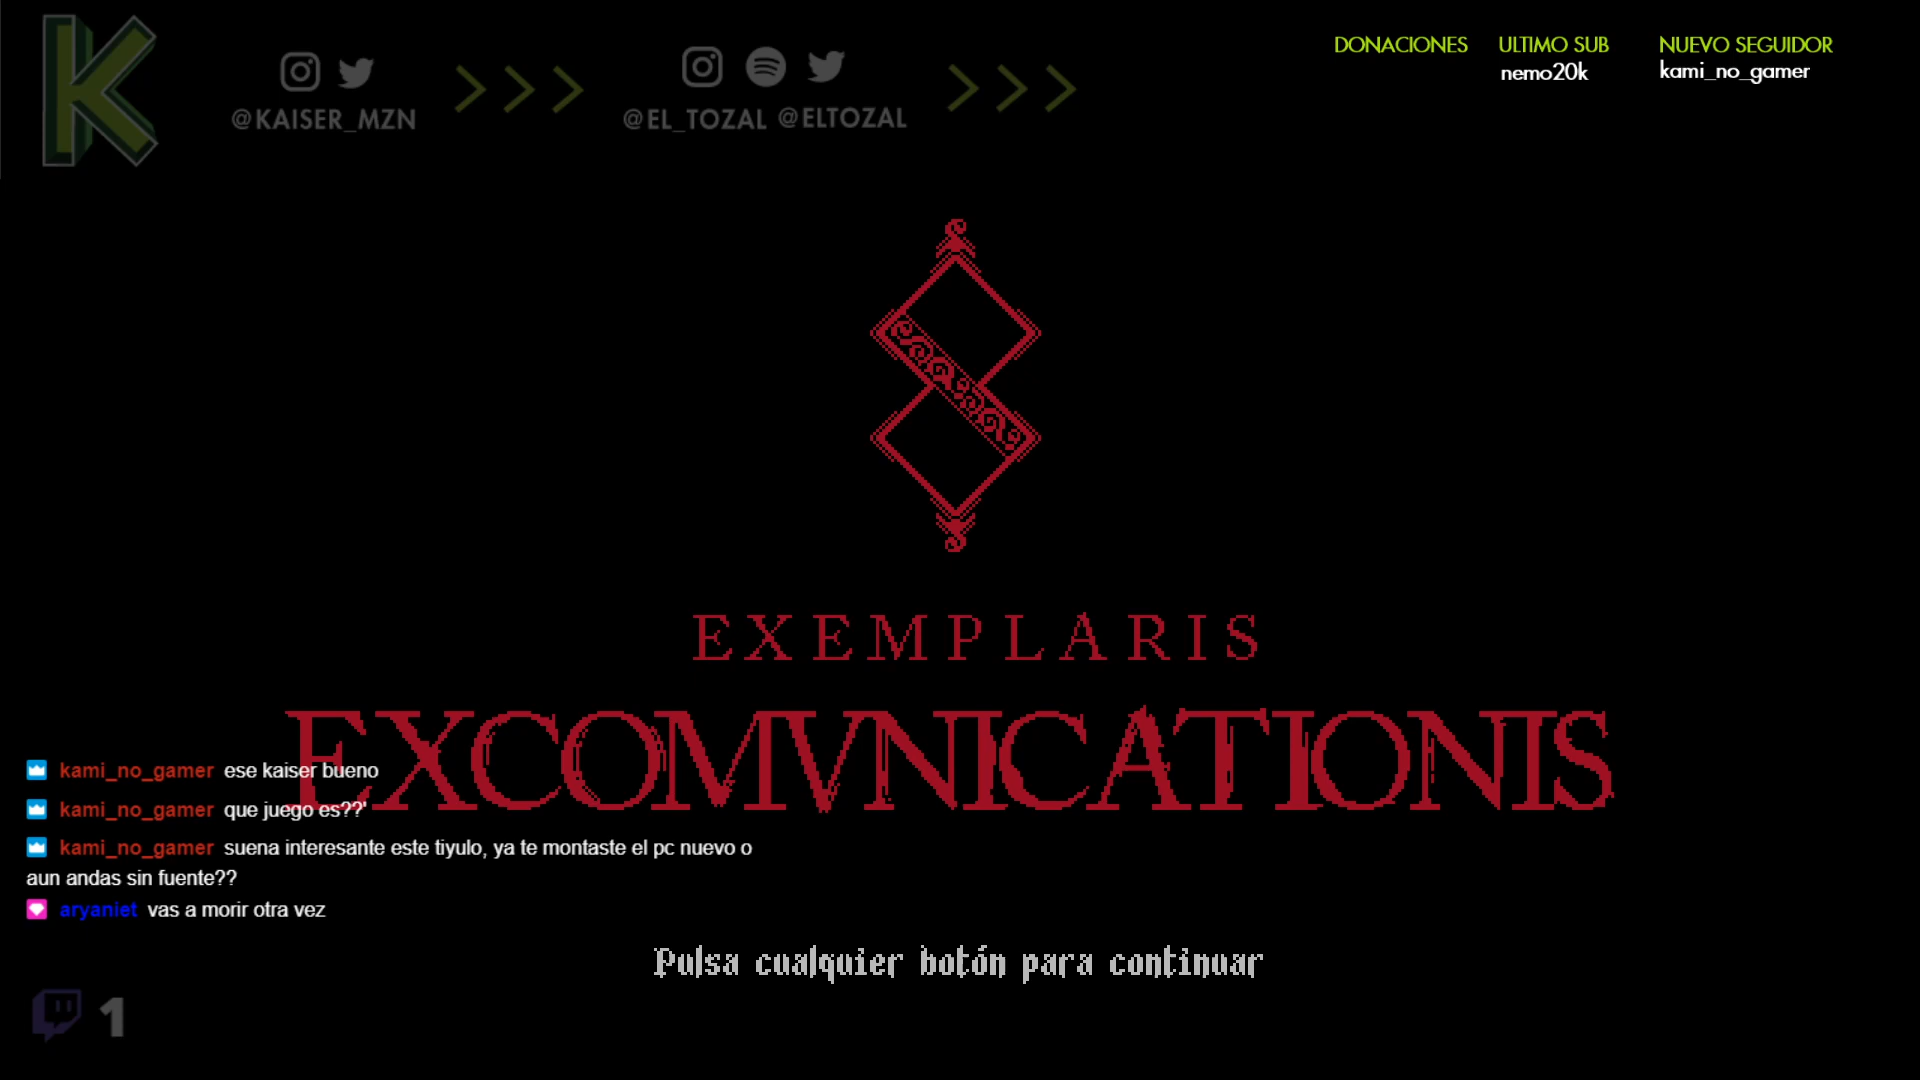 K
@KAISER_MZN
@EL_TOZAL @ELTOZAL
DONACIONES
ULTIMO SUB
nemo20k
NUEVO SEGUIDOR
kami_no_gamer
EXEMPLARIS
EXCOMVNICATIONIS
kami_no_gamer ese kaiser bueno
kami_no_gamer que juego es??'
kami_no_gamer suena interesante este tiyulo, ya te montaste el pc nuevo o
aun andas sin fuente??
aryaniet vas a morir otra vez
Pulsa cualquier botón para continuar
1